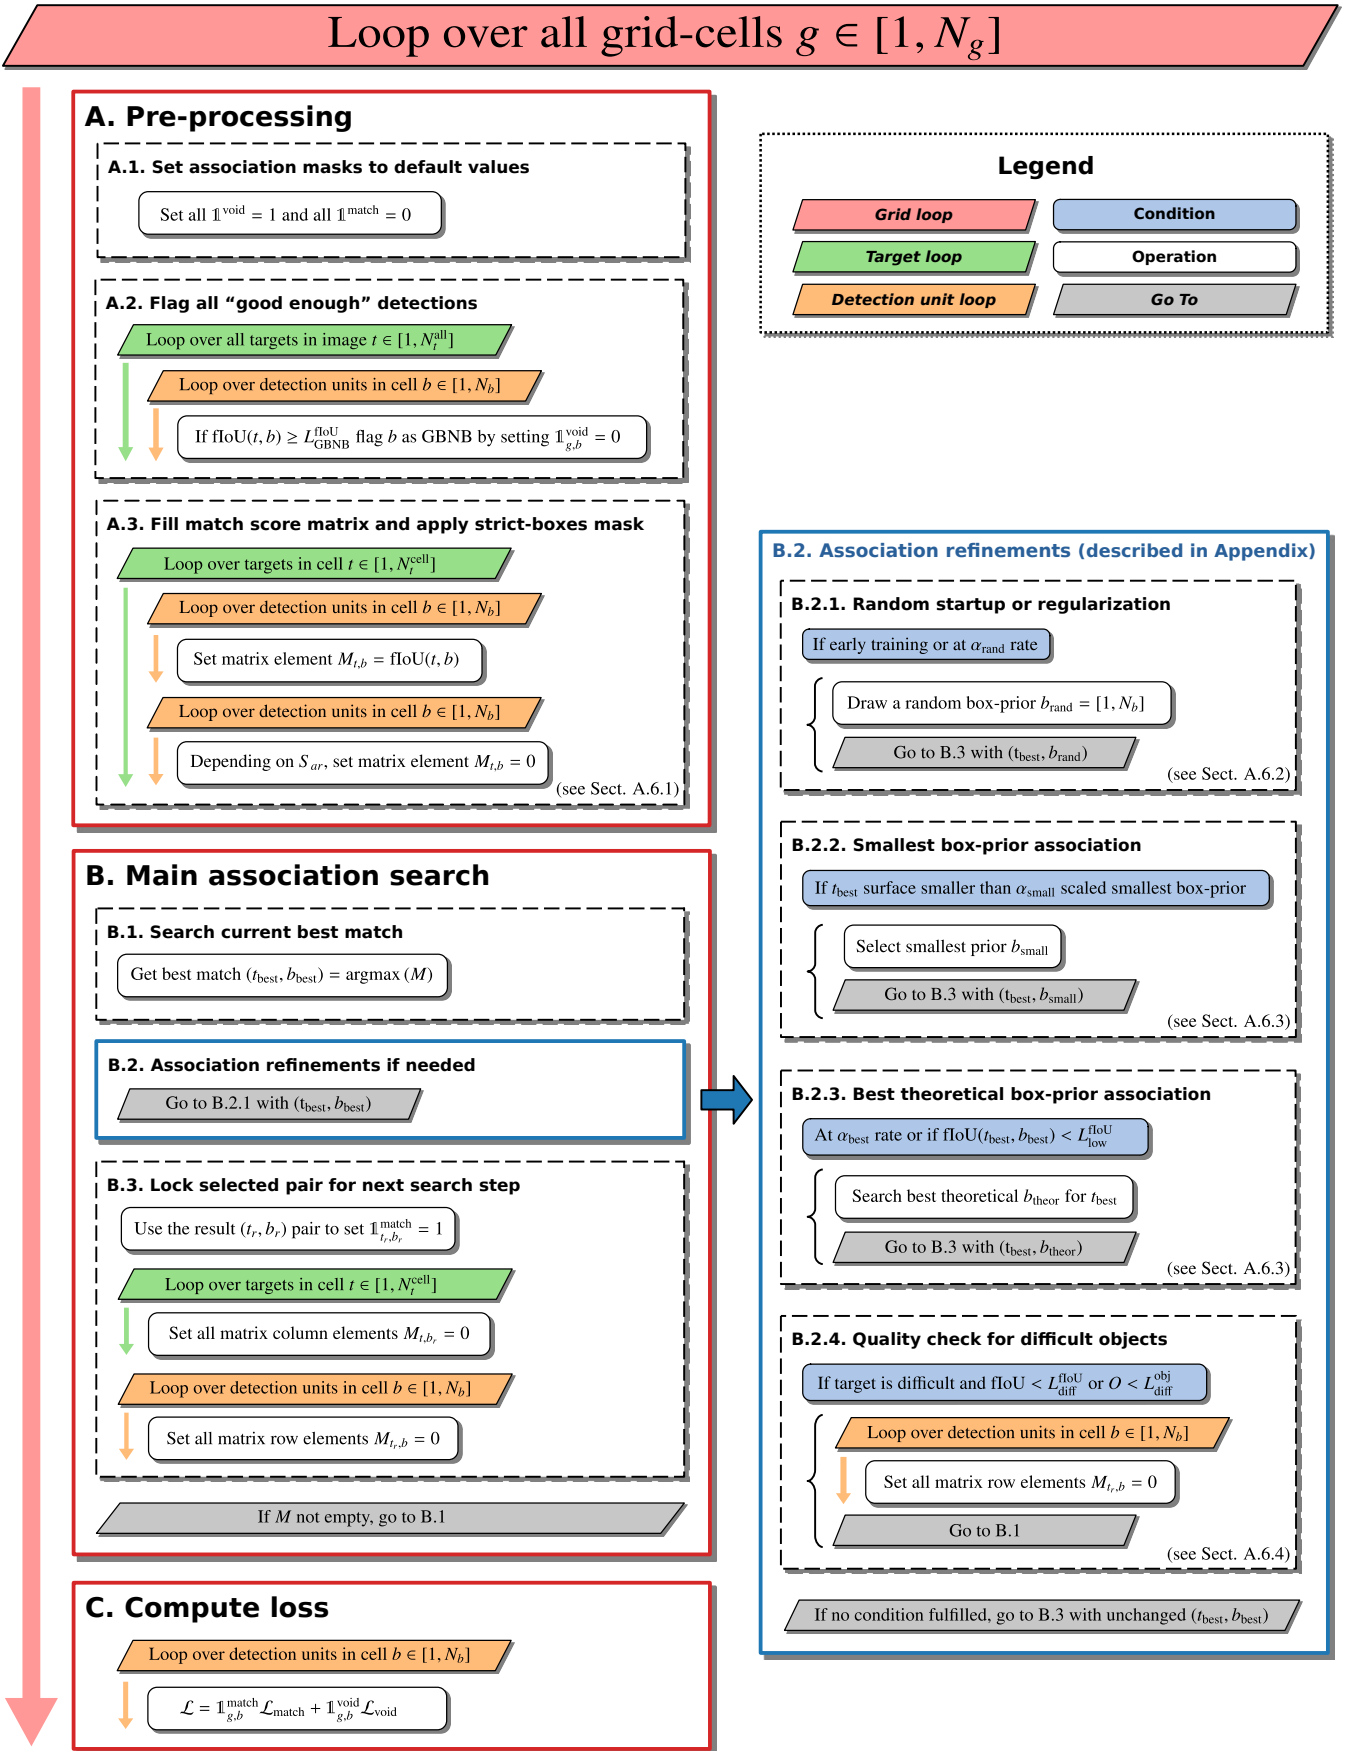 Loop over all grid-cells g ∈ [1, N_g]
A. Pre-processing
A.1. Set association masks to default values
Set all 𝟙^void = 1 and all 𝟙^match = 0
A.2. Flag all “good enough” detections
Loop over all targets in image t ∈ [1, N_t^all]
Loop over detection units in cell b ∈ [1, N_b]
If fIoU(t, b) ≥ L_GBNB^fIoU flag b as GBNB by setting 𝟙_g,b^void = 0
A.3. Fill match score matrix and apply strict-boxes mask
Loop over targets in cell t ∈ [1, N_t^cell]
Loop over detection units in cell b ∈ [1, N_b]
Set matrix element M_t,b = fIoU(t, b)
Loop over detection units in cell b ∈ [1, N_b]
Depending on S_ar, set matrix element M_t,b = 0
(see Sect. A.6.1)
B. Main association search
B.1. Search current best match
Get best match (t_best, b_best) = argmax (M)
B.2. Association refinements if needed
Go to B.2.1 with (t_best, b_best)
B.3. Lock selected pair for next search step
Use the result (t_r, b_r) pair to set 𝟙_t_r,b_r^match = 1
Loop over targets in cell t ∈ [1, N_t^cell]
Set all matrix column elements M_t,b_r = 0
Loop over detection units in cell b ∈ [1, N_b]
Set all matrix row elements M_t_r,b = 0
If M not empty, go to B.1
C. Compute loss
Loop over detection units in cell b ∈ [1, N_b]
ℒ = 𝟙_g,b^match ℒ_match + 𝟙_g,b^void ℒ_void
Legend
Grid loop
Condition
Target loop
Operation
Detection unit loop
Go To
B.2. Association refinements (described in Appendix)
B.2.1. Random startup or regularization
If early training or at α_rand rate
Draw a random box-prior b_rand = [1, N_b]
Go to B.3 with (t_best, b_rand)
(see Sect. A.6.2)
B.2.2. Smallest box-prior association
If t_best surface smaller than α_small scaled smallest box-prior
Select smallest prior b_small
Go to B.3 with (t_best, b_small)
(see Sect. A.6.3)
B.2.3. Best theoretical box-prior association
At α_best rate or if fIoU(t_best, b_best) < L_low^fIoU
Search best theoretical b_theor for t_best
Go to B.3 with (t_best, b_theor)
(see Sect. A.6.3)
B.2.4. Quality check for difficult objects
If target is difficult and fIoU < L_diff^fIoU or O < L_diff^obj
Loop over detection units in cell b ∈ [1, N_b]
Set all matrix row elements M_t_r,b = 0
Go to B.1
(see Sect. A.6.4)
If no condition fulfilled, go to B.3 with unchanged (t_best, b_best)